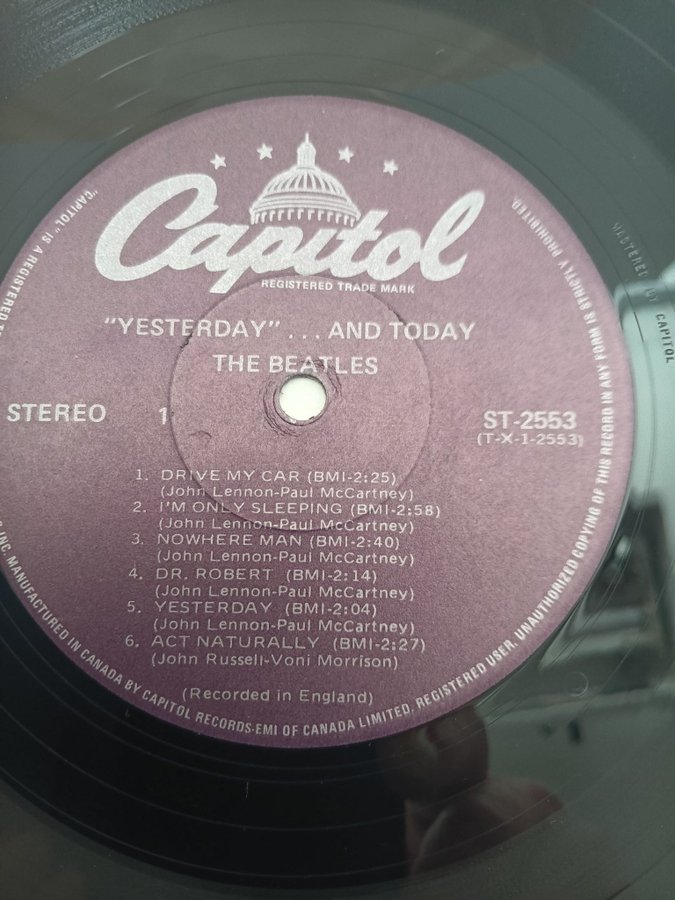 Capitol
REGISTERED TRADE MARK
"YESTERDAY" . . . AND TODAY
THE BEATLES
STEREO 1 ST-2553
(T-X-1-2553)
1. DRIVE MY CAR (BMI-2:25)
(John Lennon-Paul McCartney)
2. I'M ONLY SLEEPING (BMI-2:58)
(John Lennon-Paul McCartney)
3. NOWHERE MAN (BMI-2:40)
(John Lennon-Paul McCartney)
4. DR. ROBERT (BMI-2:14)
(John Lennon-Paul McCartney)
5. YESTERDAY (BMI-2:04)
(John Lennon-Paul McCartney)
6. ACT NATURALLY (BMI-2:27)
(John Russell-Voni Morrison)
(Recorded in England)
"CAPITOL" IS A REGISTERED
INC. MANUFACTURED IN CANADA BY CAPITOL RECORDS-EMI OF CANADA LIMITED. REGISTERED USER. UNAUTHORIZED COPYING OF THIS RECORD IN ANY FORM IS STRICTLY PROHIBITED
MASTERED BY CAPITOL